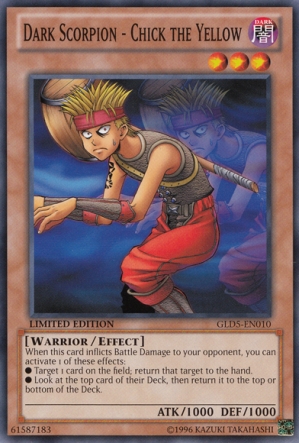 DARK SCORPION - CHICK THE YELLOW
DARK
闇
LIMITED EDITION
GLD5-EN010
[WARRIOR / EFFECT]
When this card inflicts Battle Damage to your opponent, you can
activate 1 of these effects:
● Target 1 card on the field; return that target to the hand.
● Look at the top card of their Deck, then return it to the top or
bottom of the Deck.
ATK/1000 DEF/1000
61587183
©1996 KAZUKI TAKAHASHI